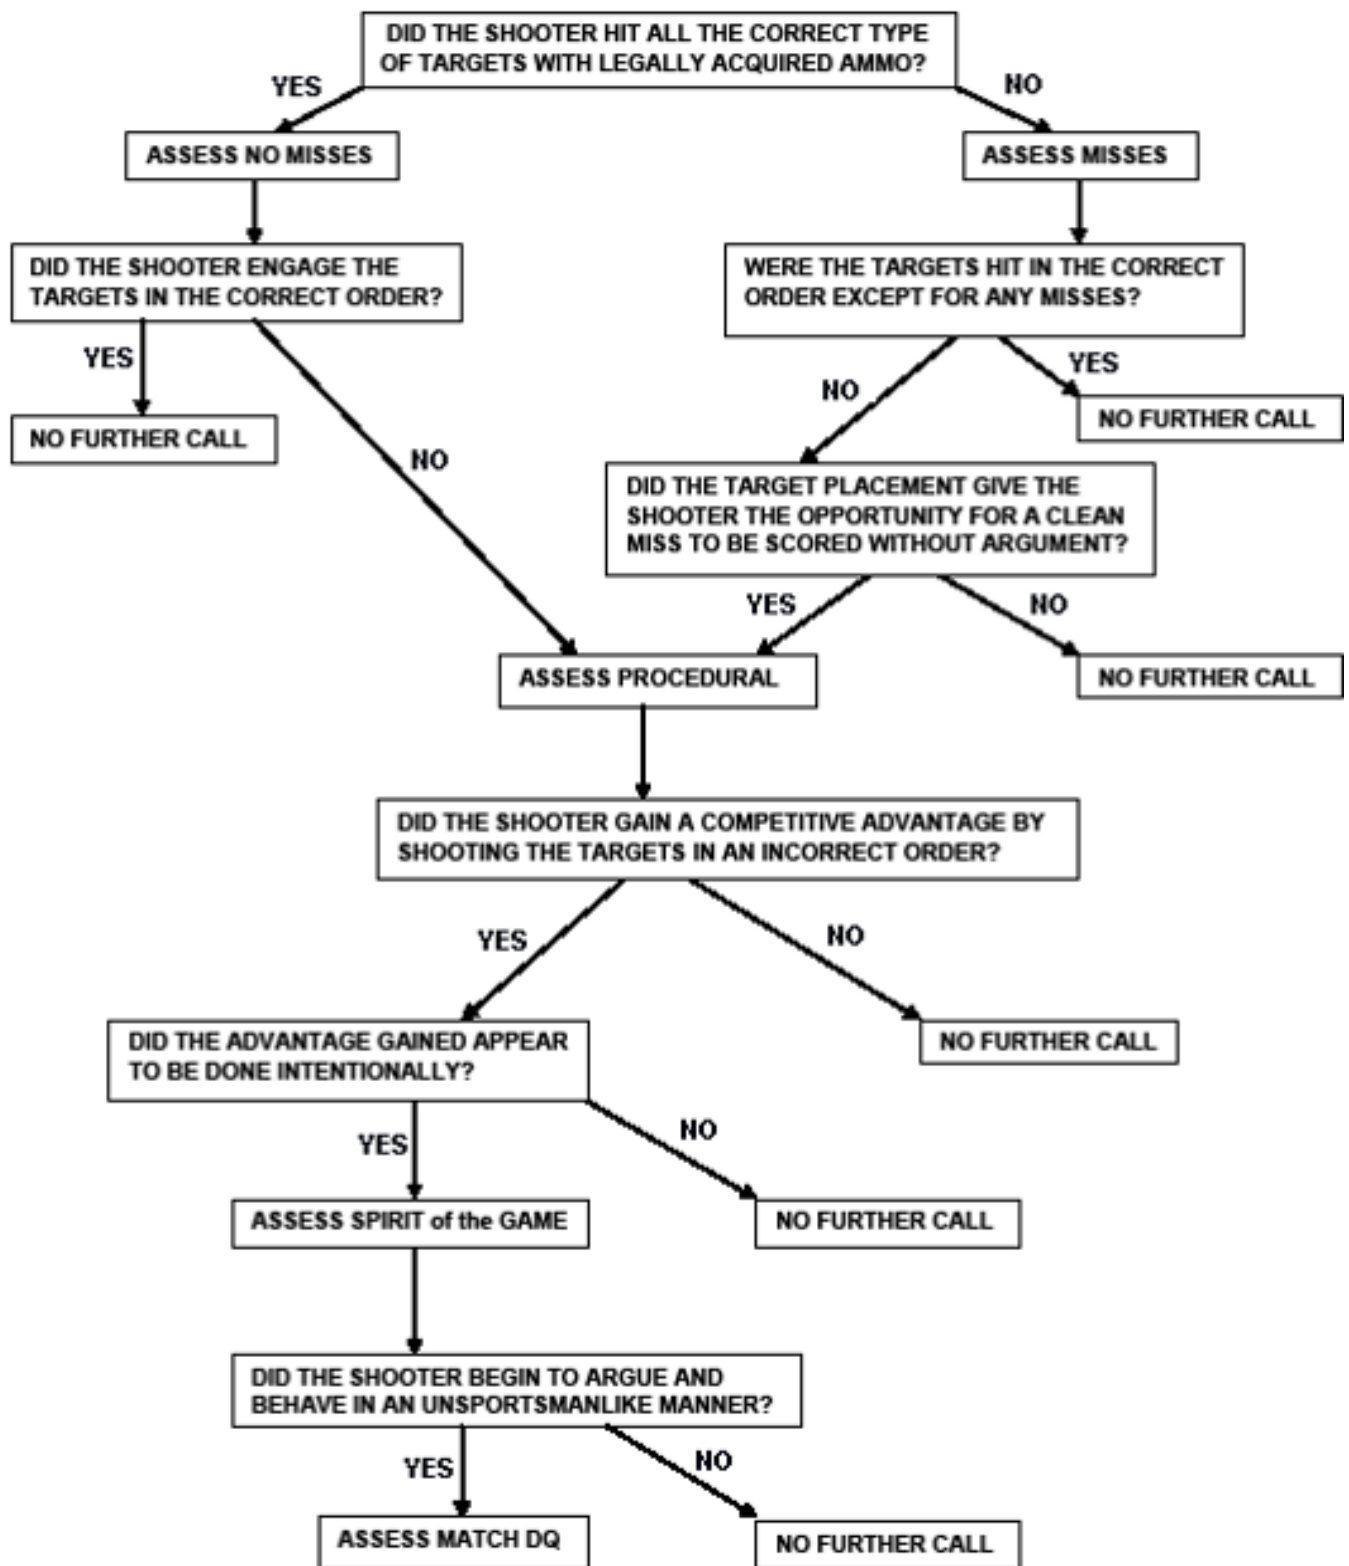 DID THE SHOOTER HIT ALL THE CORRECT TYPE
OF TARGETS WITH LEGALLY ACQUIRED AMMO?
YES
NO
ASSESS NO MISSES
ASSESS MISSES
DID THE SHOOTER ENGAGE THE
TARGETS IN THE CORRECT ORDER?
WERE THE TARGETS HIT IN THE CORRECT
ORDER EXCEPT FOR ANY MISSES?
YES
NO
NO
YES
NO FURTHER CALL
NO FURTHER CALL
DID THE TARGET PLACEMENT GIVE THE
SHOOTER THE OPPORTUNITY FOR A CLEAN
MISS TO BE SCORED WITHOUT ARGUMENT?
YES
NO
ASSESS PROCEDURAL
NO FURTHER CALL
DID THE SHOOTER GAIN A COMPETITIVE ADVANTAGE BY
SHOOTING THE TARGETS IN AN INCORRECT ORDER?
YES
NO
DID THE ADVANTAGE GAINED APPEAR
TO BE DONE INTENTIONALLY?
NO FURTHER CALL
YES
NO
ASSESS SPIRIT of the GAME
NO FURTHER CALL
DID THE SHOOTER BEGIN TO ARGUE AND
BEHAVE IN AN UNSPORTSMANLIKE MANNER?
YES
NO
ASSESS MATCH DQ
NO FURTHER CALL